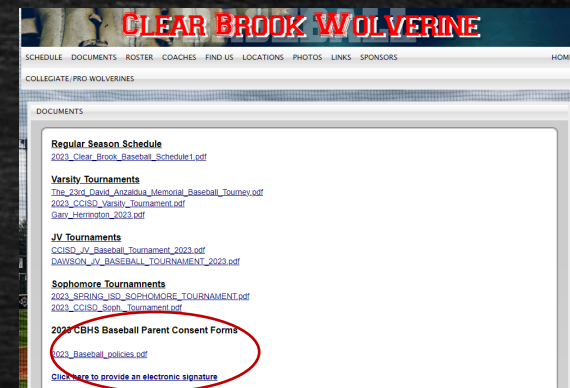 CLEAR BROOK WOLVERINE
SCHEDULE DOCUMENTS ROSTER COACHES FIND US LOCATIONS PHOTOS LINKS SPONSORS HOM
COLLEGIATE/PRO WOLVERINES
DOCUMENTS
Regular Season Schedule
2023_Clear_Brook_Baseball_Schedule1.pdf
Varsity Tournaments
The_23rd_David_Anzaldua_Memorial_Baseball_Tourney.pdf
2023_CCISD_Varsity_Tournament.pdf
Gary_Herrington_2023.pdf
JV Tournaments
CCISD_JV_Baseball_Tournament_2023.pdf
DAWSON_JV_BASEBALL_TOURNAMENT_2023.pdf
Sophomore Tournamnents
2023_SPRING_ISD_SOPHOMORE_TOURNAMENT.pdf
2023_CCISD_Soph._Tournament.pdf
2023 CBHS Baseball Parent Consent Forms
2023_Baseball_policies.pdf
Click here to provide an electronic signature